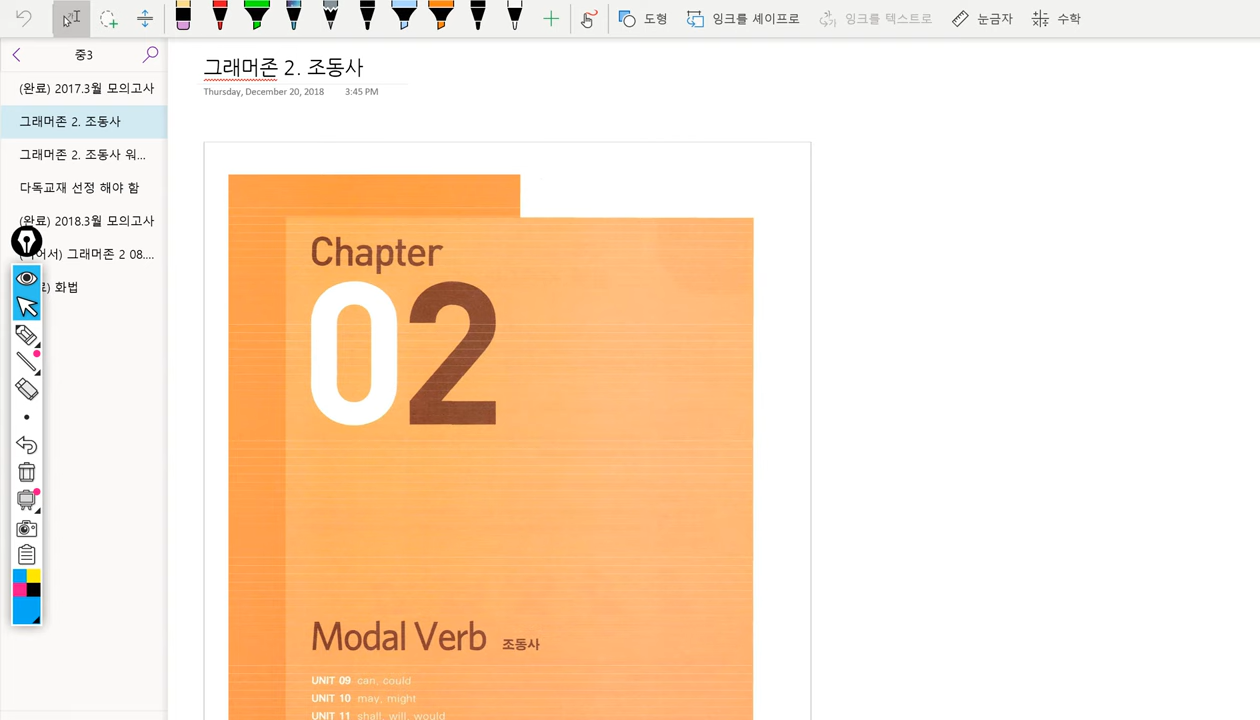 도형
잉크를 셰이프로
잉크를 텍스트로
눈금자
수학
중3
(완료) 2017.3월 모의고사
그래머존 2. 조동사
그래머존 2. 조동사 워...
다독교재 선정 해야 함
(완료) 2018.3월 모의고사
그래머존 2 08....
화법
그래머존 2. 조동사
Thursday, December 20, 2018 3:45 PM
Chapter
02
Modal Verb 조동사
UNIT 09 can, could
UNIT 10 may, might
UNIT 11 shall, will, would